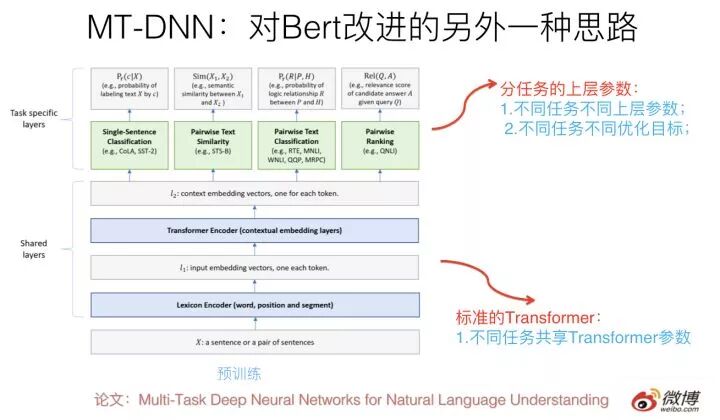 MT-DNN：对Bert改进的另外一种思路
Task specific
layers
Pr(c|X)
(e.g., probability of
labeling text X by c)
Sim(X1, X2)
(e.g., semantic
similarity between X1
and X2 )
Pr(R|P, H)
(e.g., probability of
logic relationship R
between P and H)
Rel(Q, A)
(e.g., relevance score
of candidate answer A
given query Q)
Single-Sentence
Classification
(e.g., CoLA, SST-2)
Pairwise Text
Similarity
(e.g., STS-B)
Pairwise Text
Classification
(e.g., RTE, MNLI,
WNLI, QQP, MRPC)
Pairwise
Ranking
(e.g., QNLI)
分任务的上层参数：
1.不同任务不同上层参数；
2.不同任务不同优化目标；
Shared
layers
l2: context embedding vectors, one for each token.
Transformer Encoder (contextual embedding layers)
l1: input embedding vectors, one each token.
Lexicon Encoder (word, position and segment)
X: a sentence or a pair of sentences
标准的Transformer：
1.不同任务共享Transformer参数
预训练
论文：Multi-Task Deep Neural Networks for Natural Language Understanding
微博
weibo.com